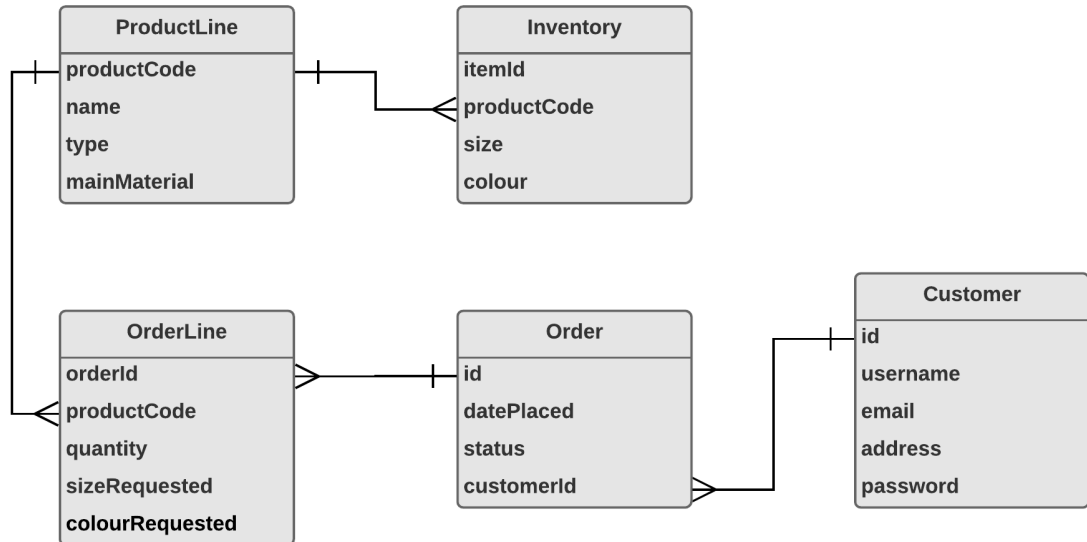 ProductLine
productCode
name
type
mainMaterial
Inventory
itemId
productCode
size
colour
OrderLine
orderId
productCode
quantity
sizeRequested
colourRequested
Order
id
datePlaced
status
customerId
Customer
id
username
email
address
password